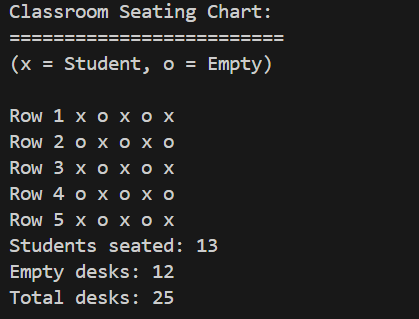 Classroom Seating Chart:
=========================
(x = Student, o = Empty)

Row 1 x o x o x
Row 2 o x o x o
Row 3 x o x o x
Row 4 o x o x o
Row 5 x o x o x
Students seated: 13
Empty desks: 12
Total desks: 25